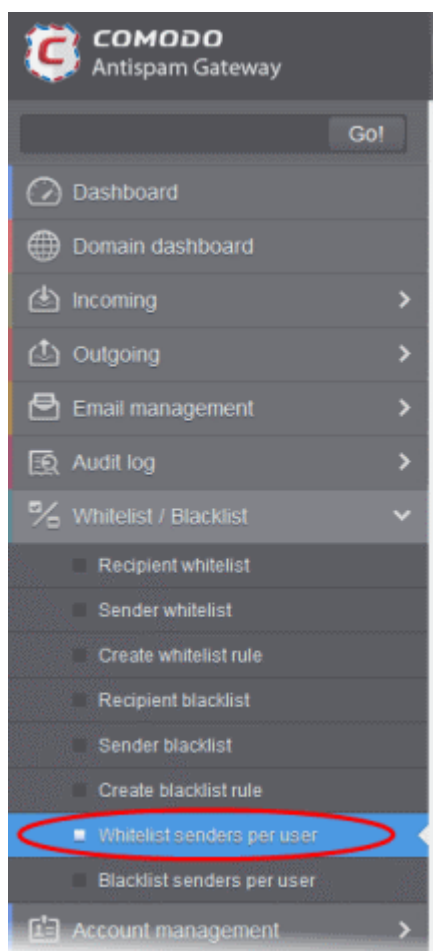 COMODO
Antispam Gateway
Go!
Dashboard
Domain dashboard
Incoming
Outgoing
Email management
Audit log
Whitelist / Blacklist
Recipient whitelist
Sender whitelist
Create whitelist rule
Recipient blacklist
Sender blacklist
Create blacklist rule
Whitelist senders per user
Blacklist senders per user
Account management